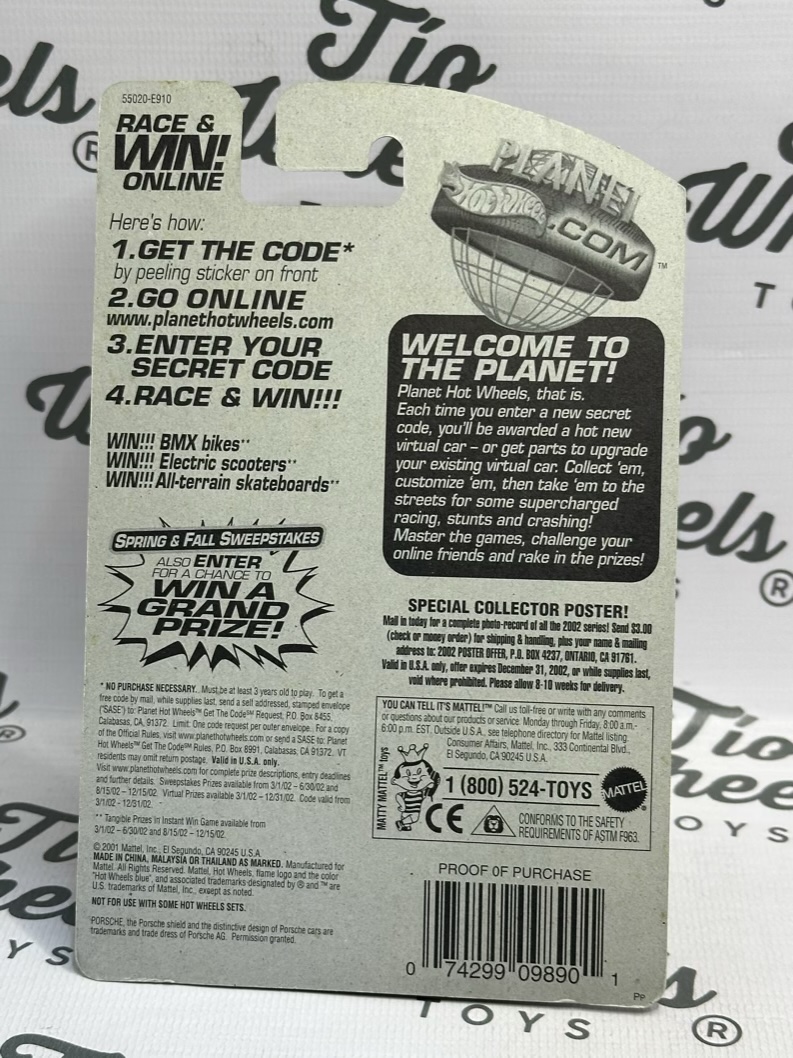 55020-E910
RACE &
WIN!
ONLINE
Here's how:
1.GET THE CODE*
by peeling sticker on front
2.GO ONLINE
www.planethotwheels.com
3.ENTER YOUR
SECRET CODE
4.RACE & WIN!!!
WIN!!! BMX bikes**
WIN!!! Electric scooters**
WIN!!! All-terrain skateboards**
SPRING & FALL SWEEPSTAKES
ALSO ENTER
FOR A CHANCE TO
WIN A
GRAND
PRIZE!
* NO PURCHASE NECESSARY. Must be at least 3 years old to play. To get a
free code by mail, while supplies last, send a self addressed, stamped envelope
("SASE") to: Planet Hot Wheels™ Get The Code℠ Request, P.O. Box 8455,
Calabasas, CA, 91372. Limit: One code request per outer envelope. For a copy
of the Official Rules, visit www.planethotwheels.com or send a SASE to: Planet
Hot Wheels™ Get The Code℠ Rules, P.O. Box 8991, Calabasas, CA 91372. VT
residents may omit return postage. Valid in U.S.A. only.
Visit www.planethotwheels.com for complete prize descriptions, entry deadlines
and further details. Sweepstakes Prizes available from 3/1/02 - 6/30/02 and
8/15/02 - 12/15/02. Virtual Prizes available 3/1/02 - 12/31/02. Code valid from
3/1/02 - 12/31/02.
** Tangible Prizes in Instant Win Game available from
3/1/02 - 6/30/02 and 8/15/02 - 12/15/02.
© 2001 Mattel, Inc., El Segundo, CA 90245 U.S.A.
MADE IN CHINA, MALAYSIA OR THAILAND AS MARKED. Manufactured for
Mattel. All Rights Reserved. Mattel, Hot Wheels, flame logo and the color
"Hot Wheels blue", and associated trademarks designated by ® and ™ are
U.S. trademarks of Mattel, Inc., except as noted.
NOT FOR USE WITH SOME HOT WHEELS SETS.
PORSCHE, the Porsche shield and the distinctive design of Porsche cars are
trademarks and trade dress of Porsche AG. Permission granted.
PLANET
HOT WHEELS
.COM
™
WELCOME TO
THE PLANET!
Planet Hot Wheels, that is.
Each time you enter a new secret
code, you'll be awarded a hot new
virtual car – or get parts to upgrade
your existing virtual car. Collect 'em,
customize 'em, then take 'em to the
streets for some supercharged
racing, stunts and crashing!
Master the games, challenge your
online friends and rake in the prizes!
SPECIAL COLLECTOR POSTER!
Mail in today for a complete photo-record of all the 2002 series! Send $3.00
(check or money order) for shipping & handling, plus your name & mailing
address to: 2002 POSTER OFFER, P.O. BOX 4237, ONTARIO, CA 91761.
Valid in U.S.A. only, offer expires December 31, 2002, or while supplies last,
void where prohibited. Please allow 8-10 weeks for delivery.
YOU CAN TELL IT'S MATTEL™ Call us toll-free or write with any comments
or questions about our products or service. Monday through Friday, 8:00 a.m.-
6:00 p.m. EST. Outside U.S.A., see telephone directory for Mattel listing.
Consumer Affairs, Mattel, Inc., 333 Continental Blvd.,
El Segundo, CA 90245 U.S.A.
MATTY MATTEL™ toys
1 (800) 524-TOYS
MATTEL
®
CE
CONFORMS TO THE SAFETY
REQUIREMENTS OF ASTM F963.
PROOF OF PURCHASE
0 74299 09890 1
PP
Tio
Wheels
TOYS
®